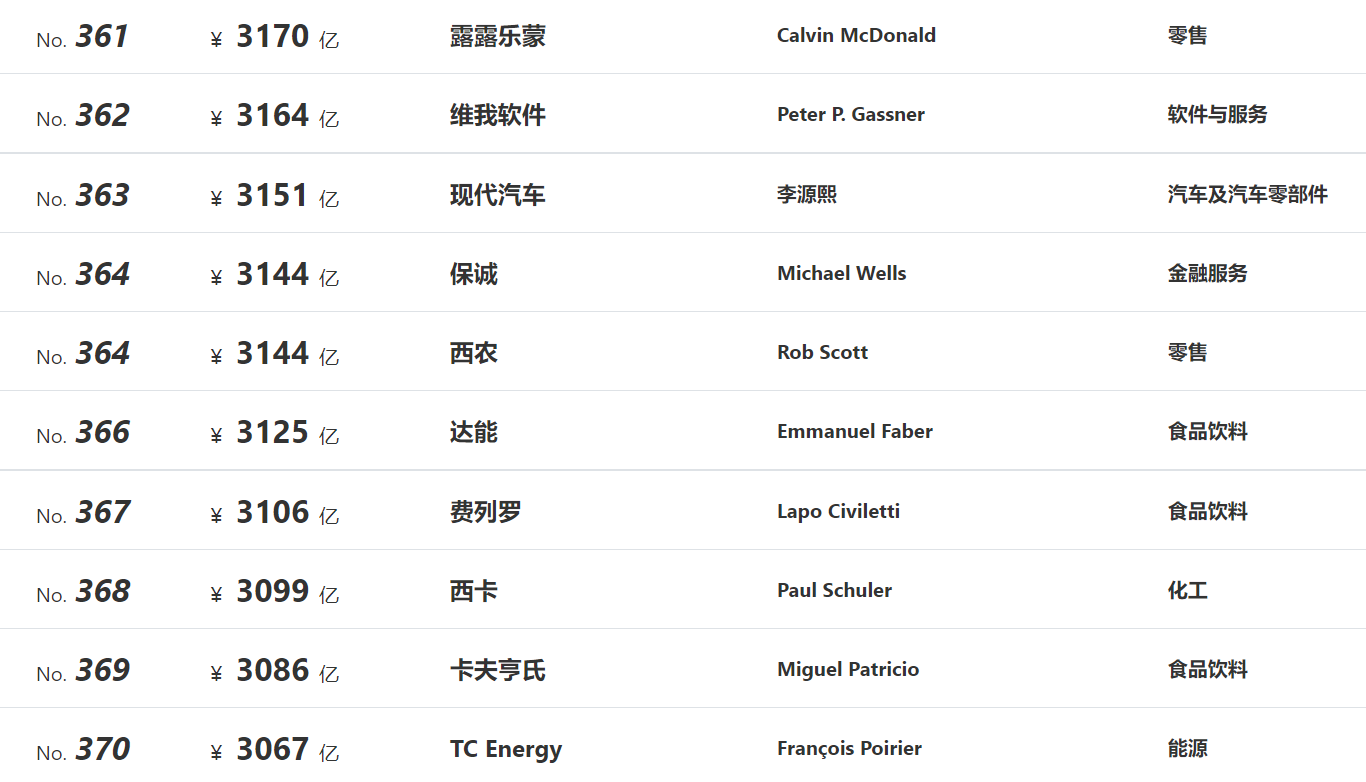 No. 361 ¥ 3170 亿 露露乐蒙 Calvin McDonald 零售
No. 362 ¥ 3164 亿 维我软件 Peter P. Gassner 软件与服务
No. 363 ¥ 3151 亿 现代汽车 李源熙 汽车及汽车零部件
No. 364 ¥ 3144 亿 保诚 Michael Wells 金融服务
No. 364 ¥ 3144 亿 西农 Rob Scott 零售
No. 366 ¥ 3125 亿 达能 Emmanuel Faber 食品饮料
No. 367 ¥ 3106 亿 费列罗 Lapo Civiletti 食品饮料
No. 368 ¥ 3099 亿 西卡 Paul Schuler 化工
No. 369 ¥ 3086 亿 卡夫亨氏 Miguel Patricio 食品饮料
No. 370 ¥ 3067 亿 TC Energy François Poirier 能源